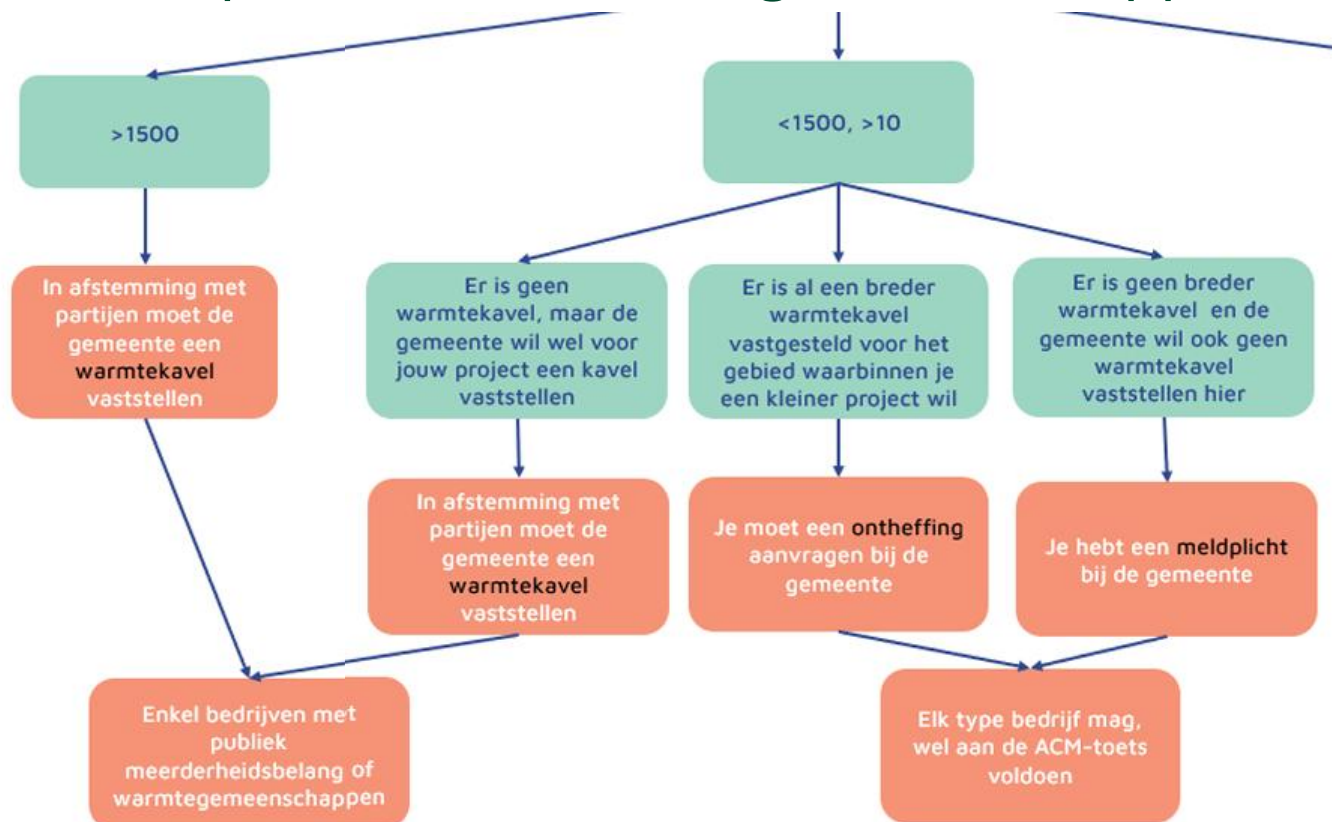 >1500
<1500, >10
In afstemming met
partijen moet de
gemeente een
warmtekavel
vaststellen
Er is geen
warmtekavel, maar de
gemeente wil wel voor
jouw project een kavel
vaststellen
Er is al een breder
warmtekavel
vastgesteld voor het
gebied waarbinnen je
een kleiner project wil
Er is geen breder
warmtekavel en de
gemeente wil ook geen
warmtekavel
vaststellen hier
In afstemming met
partijen moet de
gemeente een
warmtekavel
vaststellen
Je moet een ontheffing
aanvragen bij de
gemeente
Je hebt een meldplicht
bij de gemeente
Enkel bedrijven met
publiek
meerderheidsbelang of
warmtegemeenschappen
Elk type bedrijf mag,
wel aan de ACM-toets
voldoen